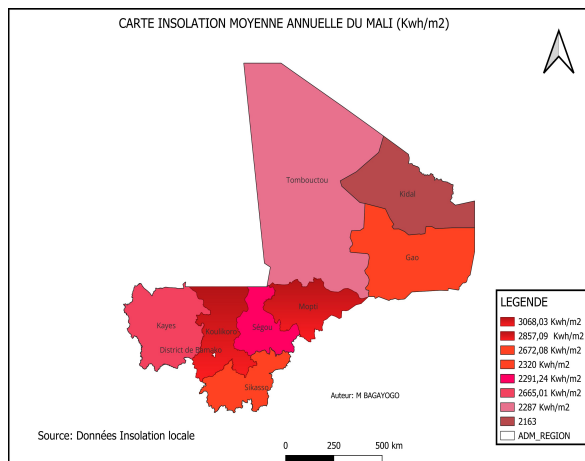 CARTE INSOLATION MOYENNE ANNUELLE DU MALI (Kwh/m2)
Tombouctou
Kidal
Gao
Mopti
Kayes
Koulikoro
Ségou
District de Bamako
Sikasso
LEGENDE
3068,03 Kwh/m2
2857,09 Kwh/m2
2672,08 Kwh/m2
2320 Kwh/m2
2291,24 Kwh/m2
2665,01 Kwh/m2
2287 Kwh/m2
2163
ADM_REGION
Auteur: M BAGAYOGO
Source: Données Insolation locale
0 250 500 km